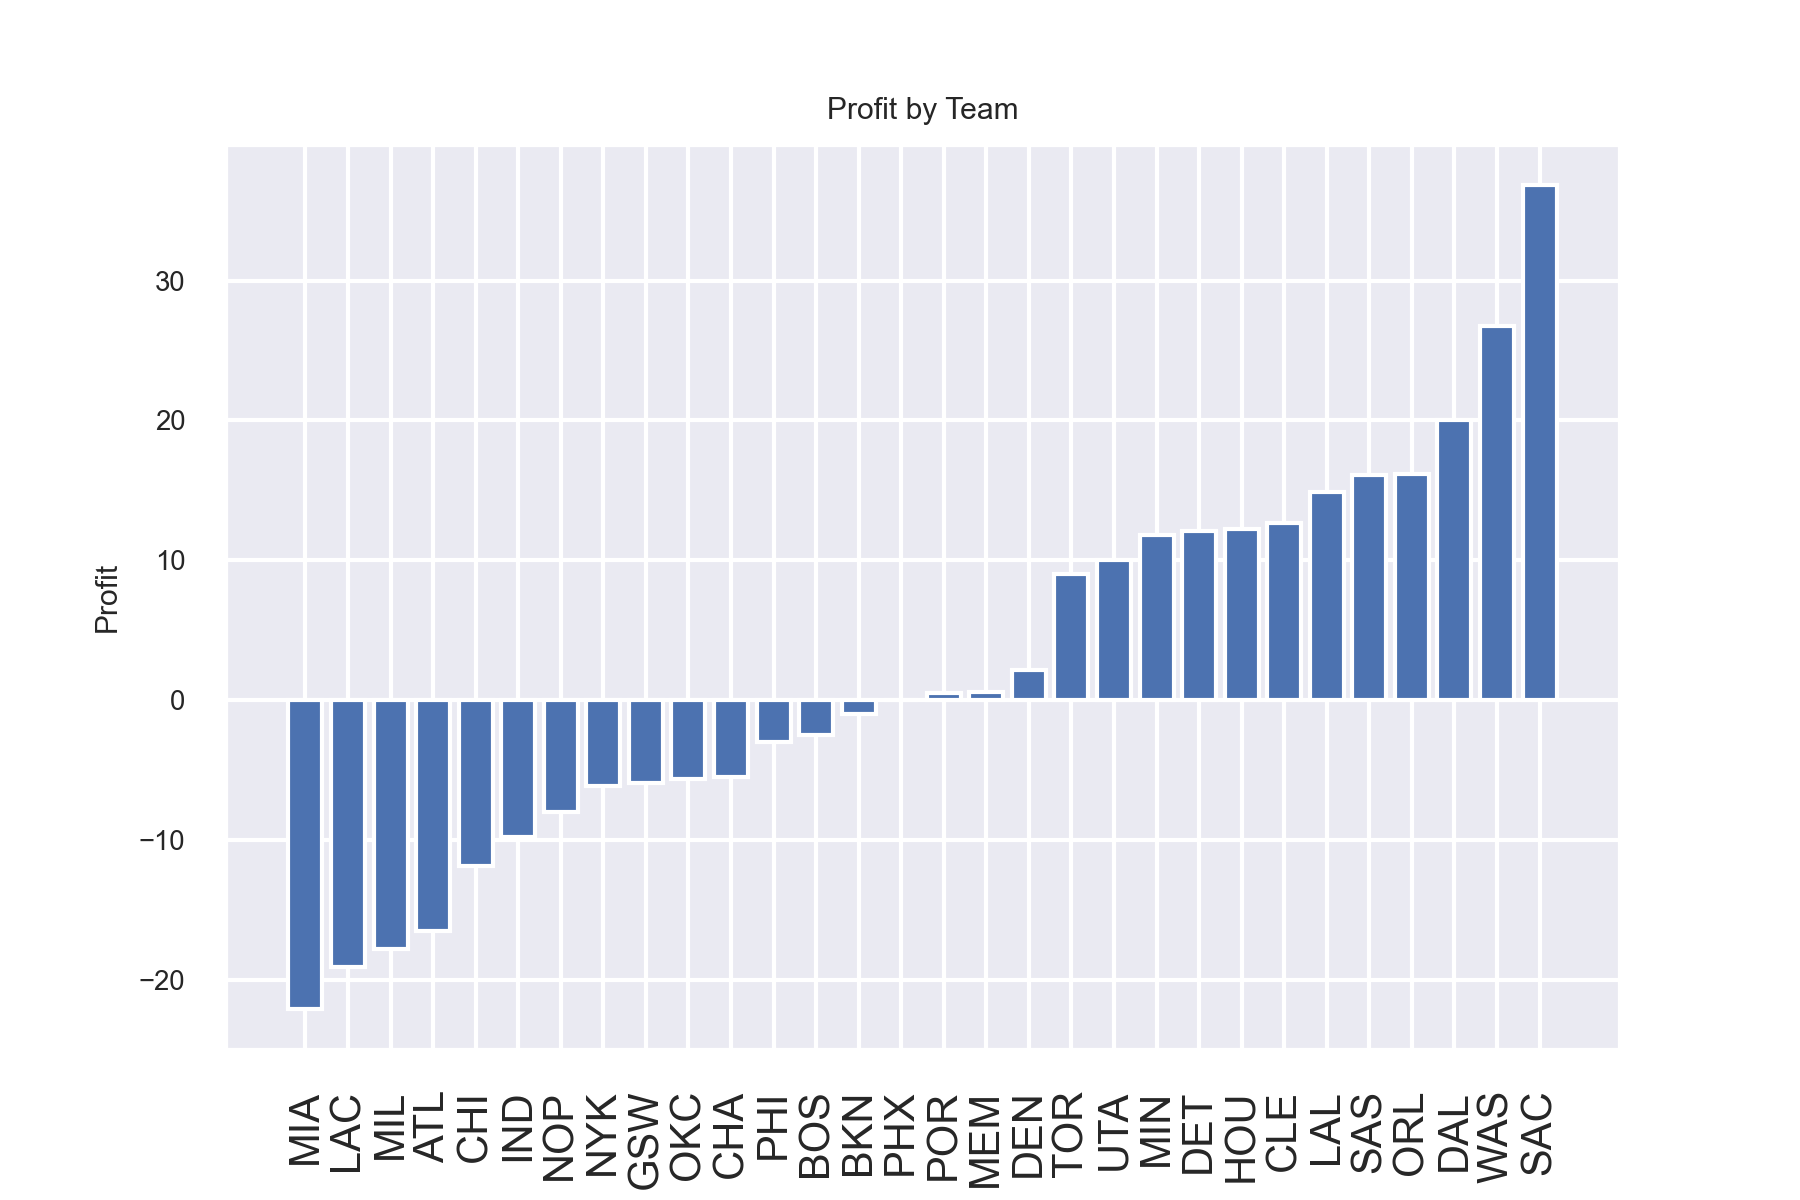 Profit by Team
Profit
30
20
10
0
−10
−20
MIA
LAC
MIL
ATL
CHI
IND
NOP
NYK
GSW
OKC
CHA
PHI
BOS
BKN
PHX
POR
MEM
DEN
TOR
UTA
MIN
DET
HOU
CLE
LAL
SAS
ORL
DAL
WAS
SAC